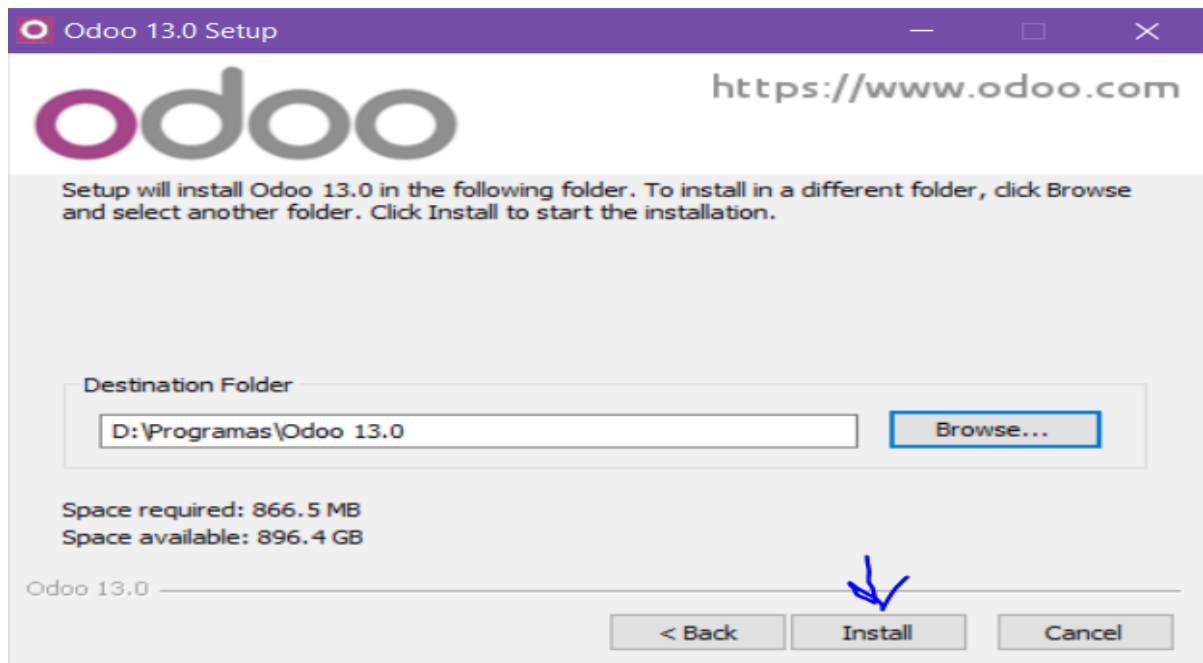 Odoo 13.0 Setup
odoo
https://www.odoo.com
Setup will install Odoo 13.0 in the following folder. To install in a different folder, click Browse
and select another folder. Click Install to start the installation.
Destination Folder
D:\Programas\Odoo 13.0
Browse...
Space required: 866.5 MB
Space available: 896.4 GB
Odoo 13.0
< Back
Install
Cancel